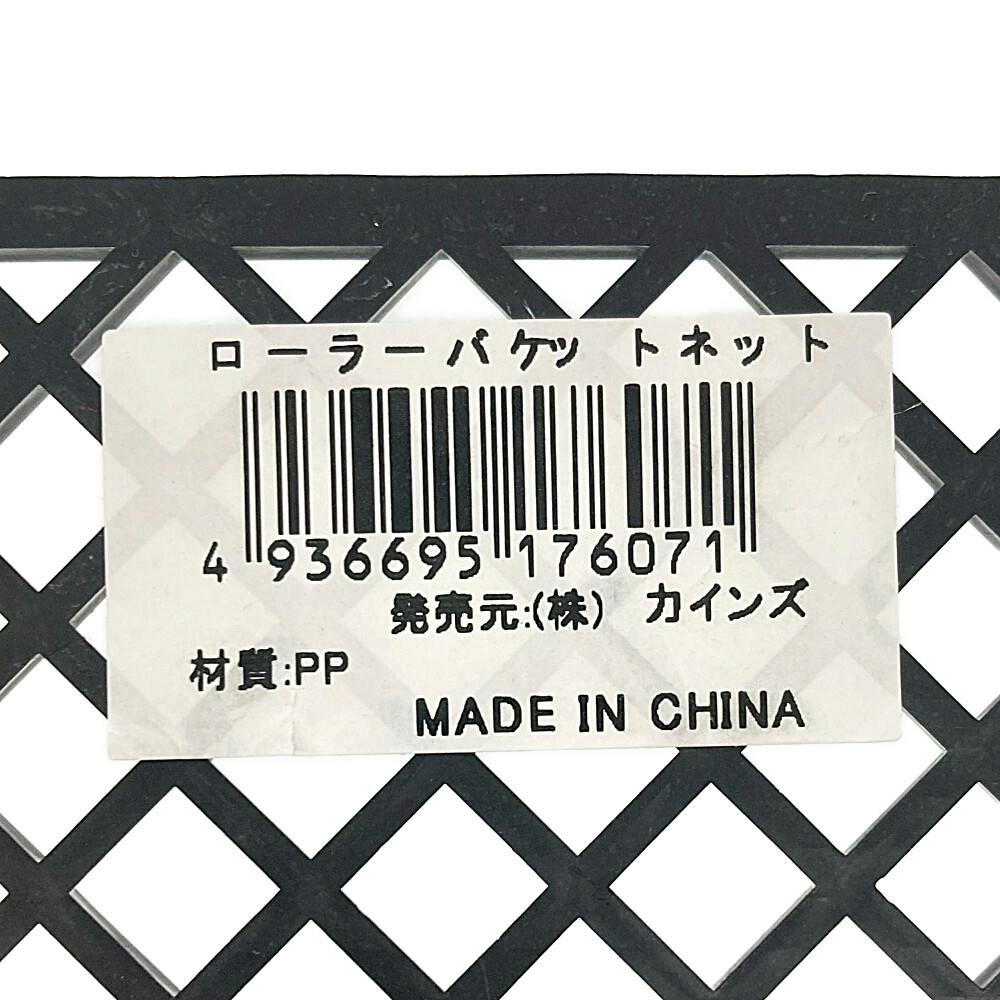 ローラーバケットネット
4 936695 176071
発売元:(株) カインズ
材質:PP
MADE IN CHINA